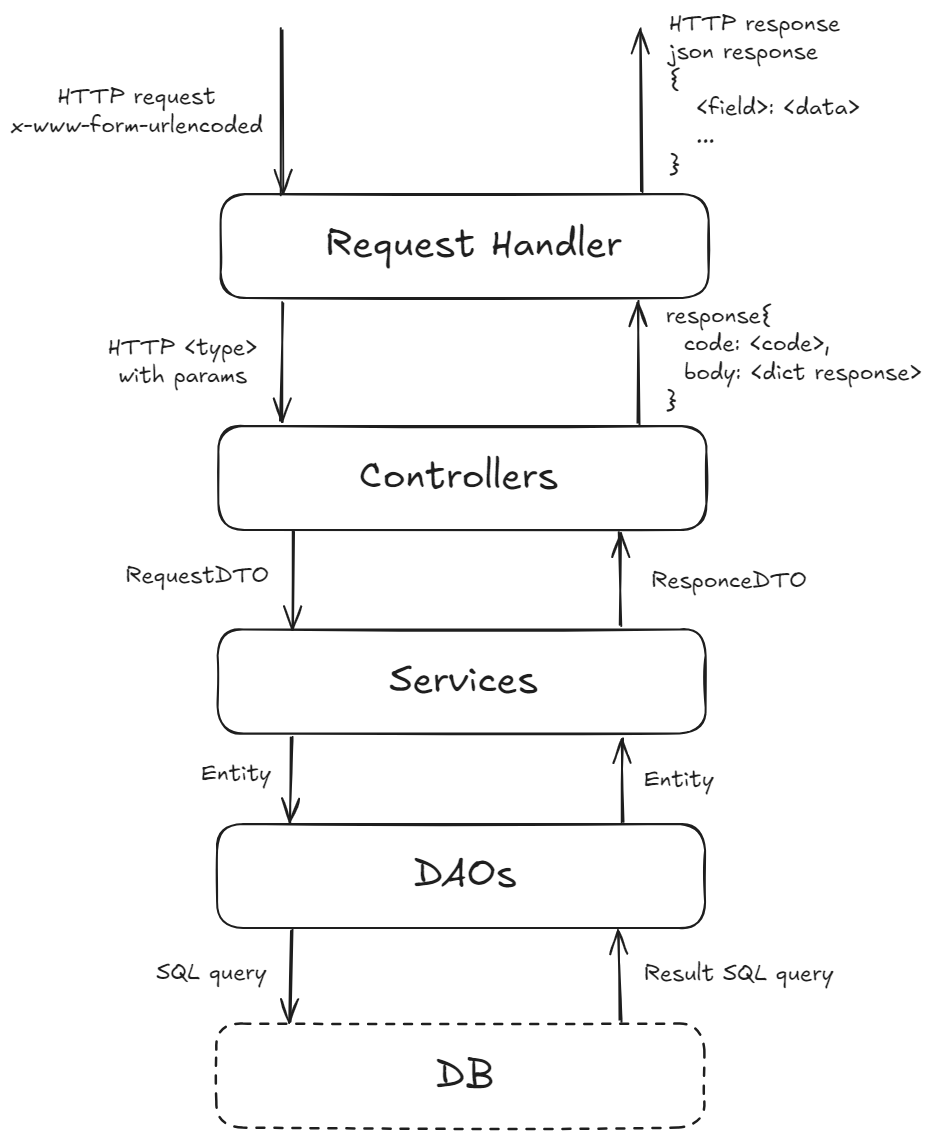 HTTP request
x-www-form-urlencoded
HTTP response
json response
{
<field>: <data>
...
}
Request Handler
HTTP <type>
with params
response{
code: <code>,
body: <dict response>
}
Controllers
RequestDTO
ResponceDTO
Services
Entity
Entity
DAOs
SQL query
Result SQL query
DB